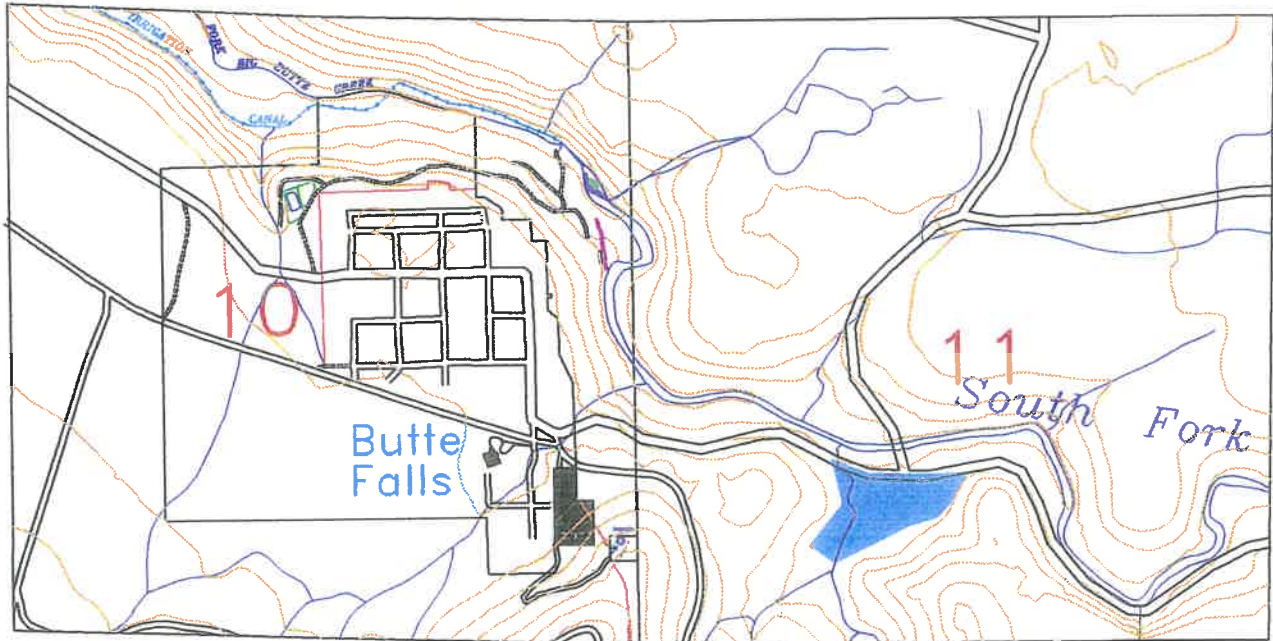 IRRIGATION
FORK
BIG BUTTE CREEK
CANAL
10
11
South Fork
Butte
Falls